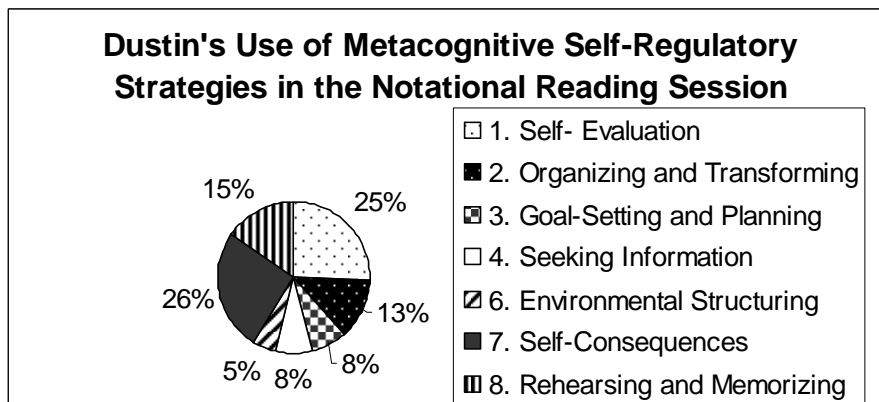 Dustin's Use of Metacognitive Self-Regulatory
Strategies in the Notational Reading Session
1. Self- Evaluation
2. Organizing and Transforming
3. Goal-Setting and Planning
4. Seeking Information
6. Environmental Structuring
7. Self-Consequences
8. Rehearsing and Memorizing
15%
25%
26%
13%
5%
8%
8%